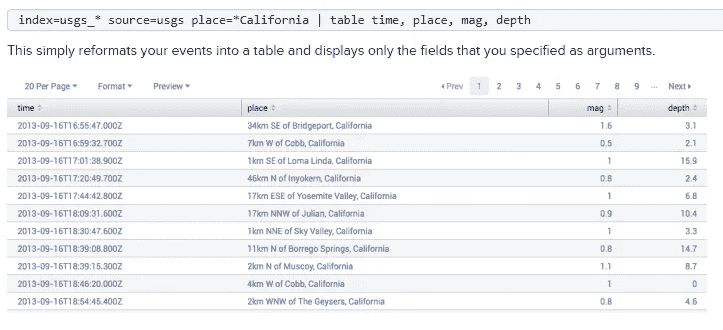 index=usgs_* source=usgs place=*California | table time, place, mag, depth
This simply reformats your events into a table and displays only the fields that you specified as arguments.
20 Per Page Format Preview Prev 1 2 3 4 5 6 7 8 9 ... Next
time place mag depth
2013-09-16T16:55:47.000Z 34km SE of Bridgeport, California 1.6 3.1
2013-09-16T16:59:32.700Z 7km W of Cobb, California 0.5 2.1
2013-09-16T17:01:38.900Z 1km SE of Loma Linda, California 1 15.9
2013-09-16T17:20:49.700Z 46km N of Inyokern, California 0.8 2.4
2013-09-16T17:44:42.800Z 17km ESE of Yosemite Valley, California 1 6.8
2013-09-16T18:09:31.600Z 17km NNW of Julian, California 0.9 10.4
2013-09-16T18:30:47.600Z 1km NNE of Sky Valley, California 1 3.3
2013-09-16T18:39:08.800Z 11km N of Borrego Springs, California 0.8 14.7
2013-09-16T18:39:15.300Z 2km N of Muscoy, California 1.1 8.7
2013-09-16T18:46:20.000Z 4km W of Cobb, California 1 0
2013-09-16T18:54:45.400Z 2km WNW of The Geysers, California 0.8 4.6